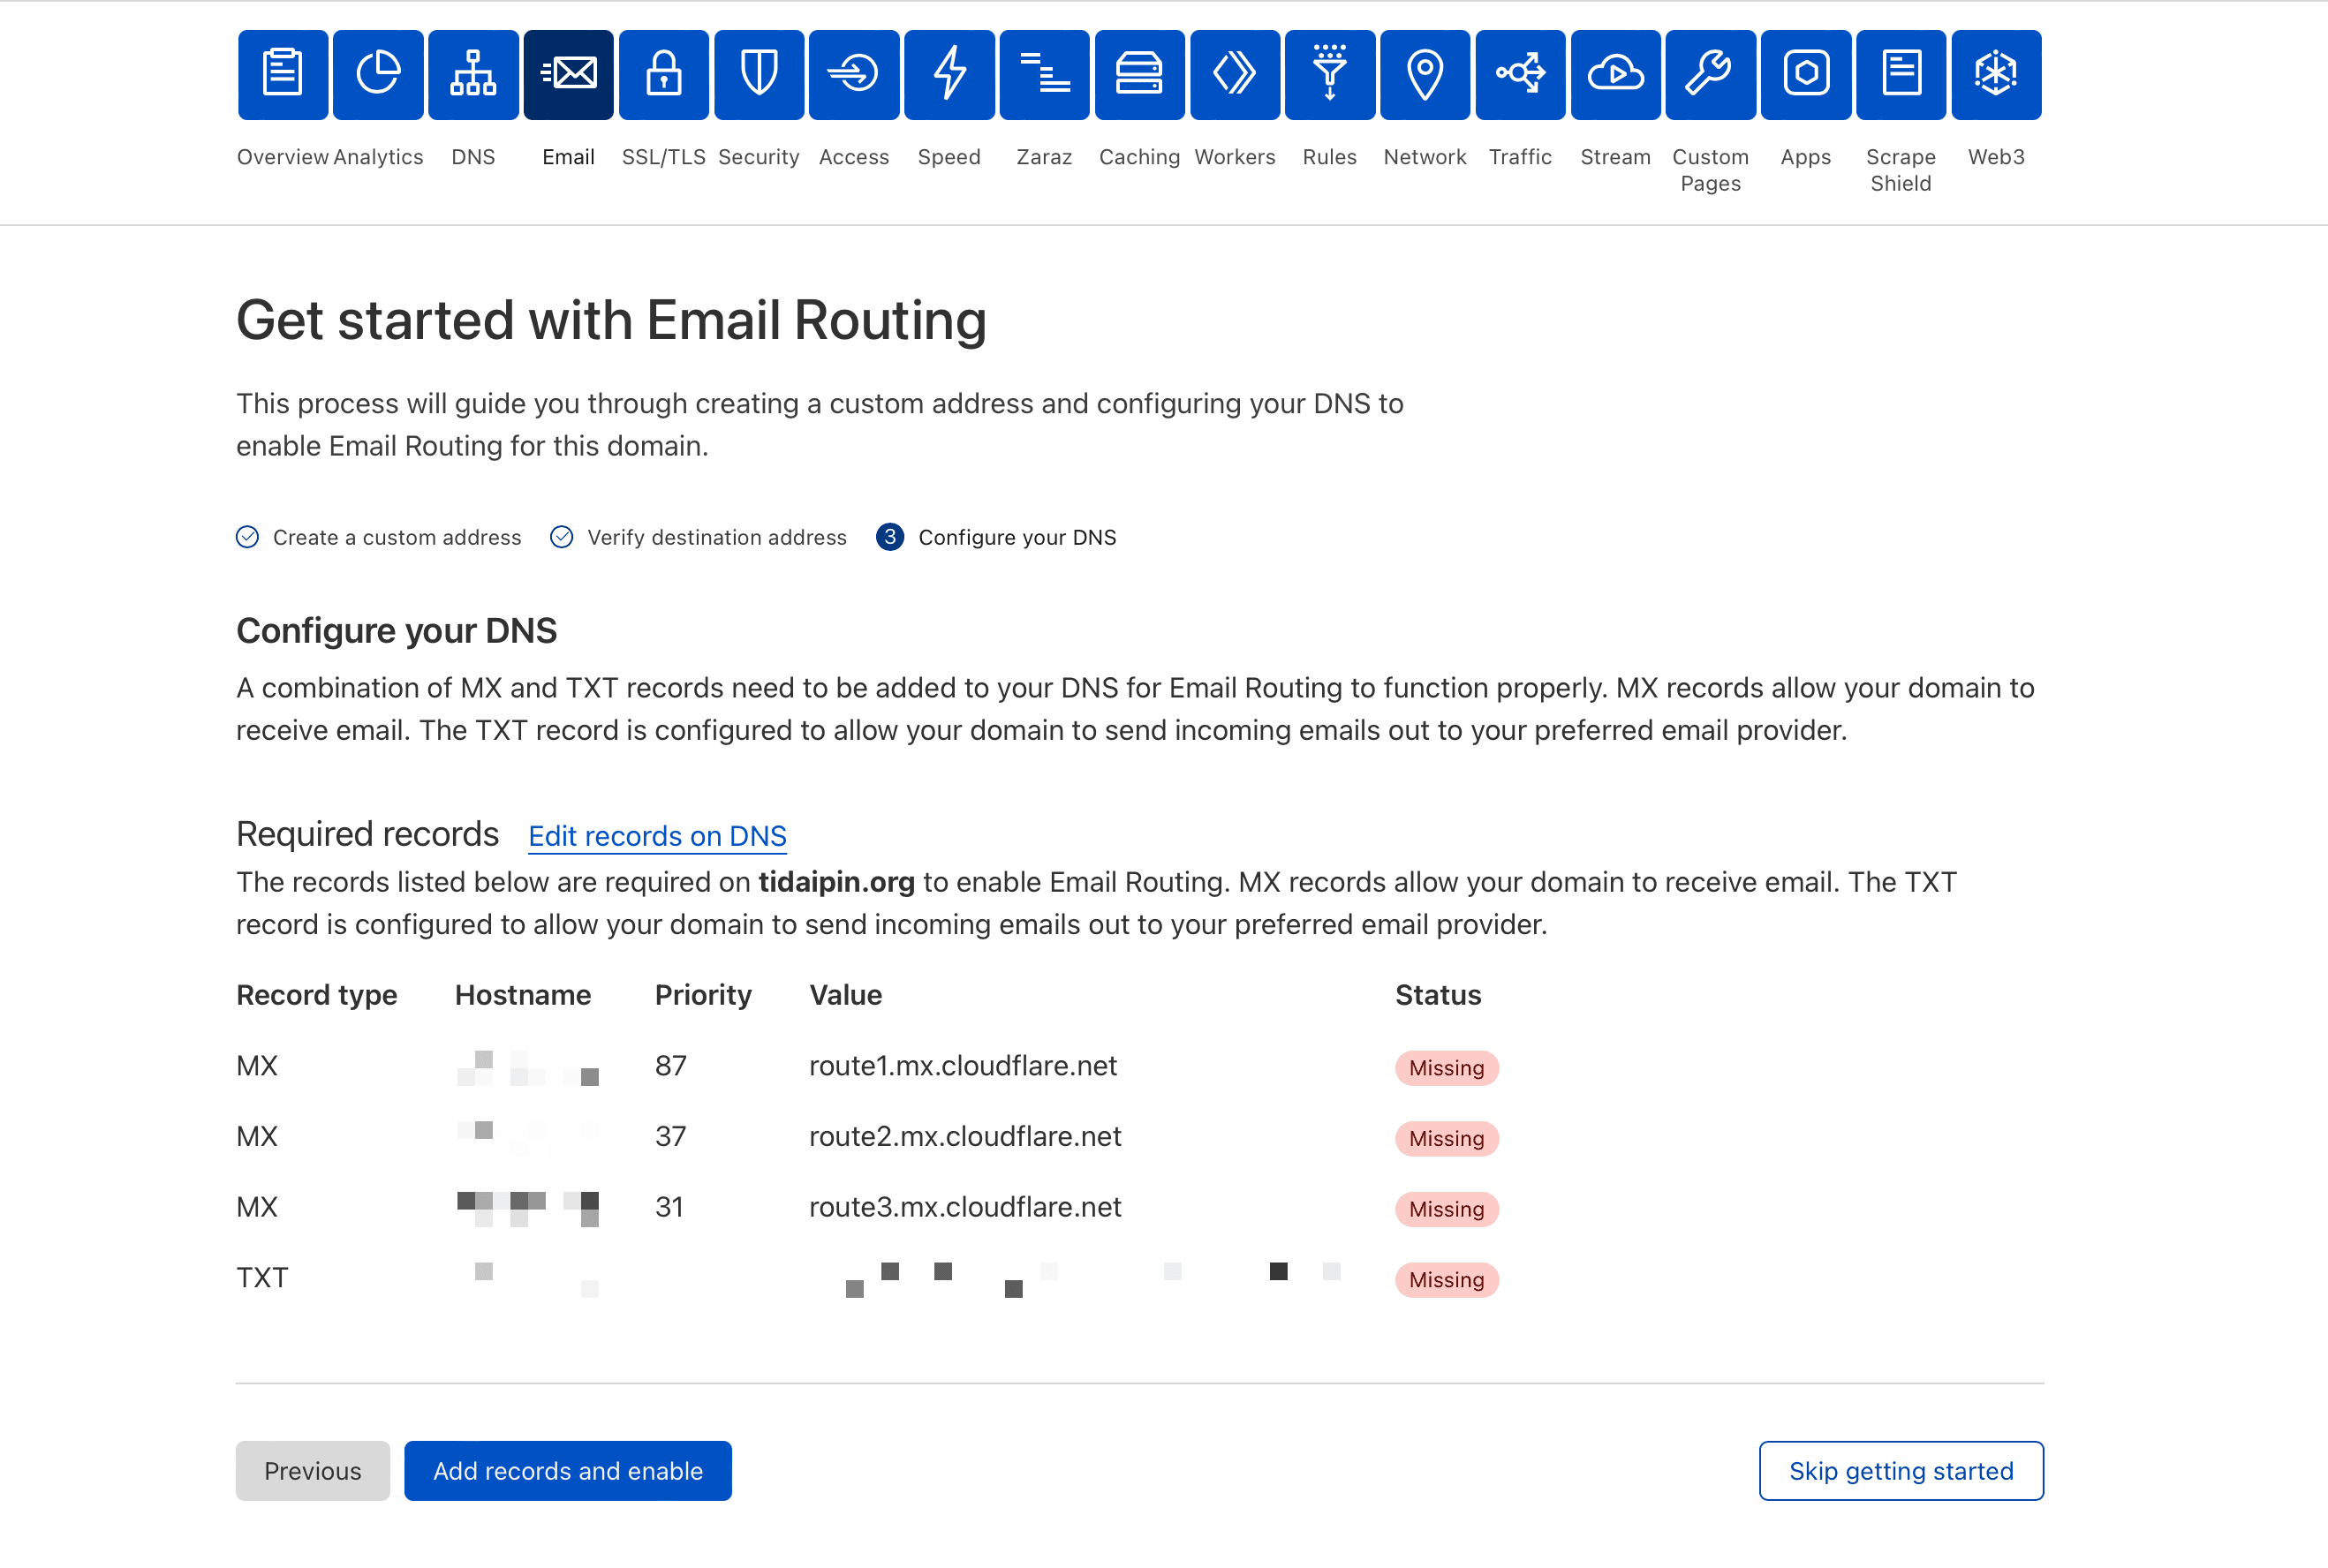 Overview Analytics DNS Email SSL/TLS Security Access Speed Zaraz Caching Workers Rules Network Traffic Stream Custom Pages Apps Scrape Shield Web3
Get started with Email Routing
This process will guide you through creating a custom address and configuring your DNS to
enable Email Routing for this domain.
Create a custom address Verify destination address 3 Configure your DNS
Configure your DNS
A combination of MX and TXT records need to be added to your DNS for Email Routing to function properly. MX records allow your domain to
receive email. The TXT record is configured to allow your domain to send incoming emails out to your preferred email provider.
Required records Edit records on DNS
The records listed below are required on tidaipin.org to enable Email Routing. MX records allow your domain to receive email. The TXT
record is configured to allow your domain to send incoming emails out to your preferred email provider.
Record type Hostname Priority Value Status
MX 87 route1.mx.cloudflare.net Missing
MX 37 route2.mx.cloudflare.net Missing
MX 31 route3.mx.cloudflare.net Missing
TXT Missing
Previous Add records and enable Skip getting started